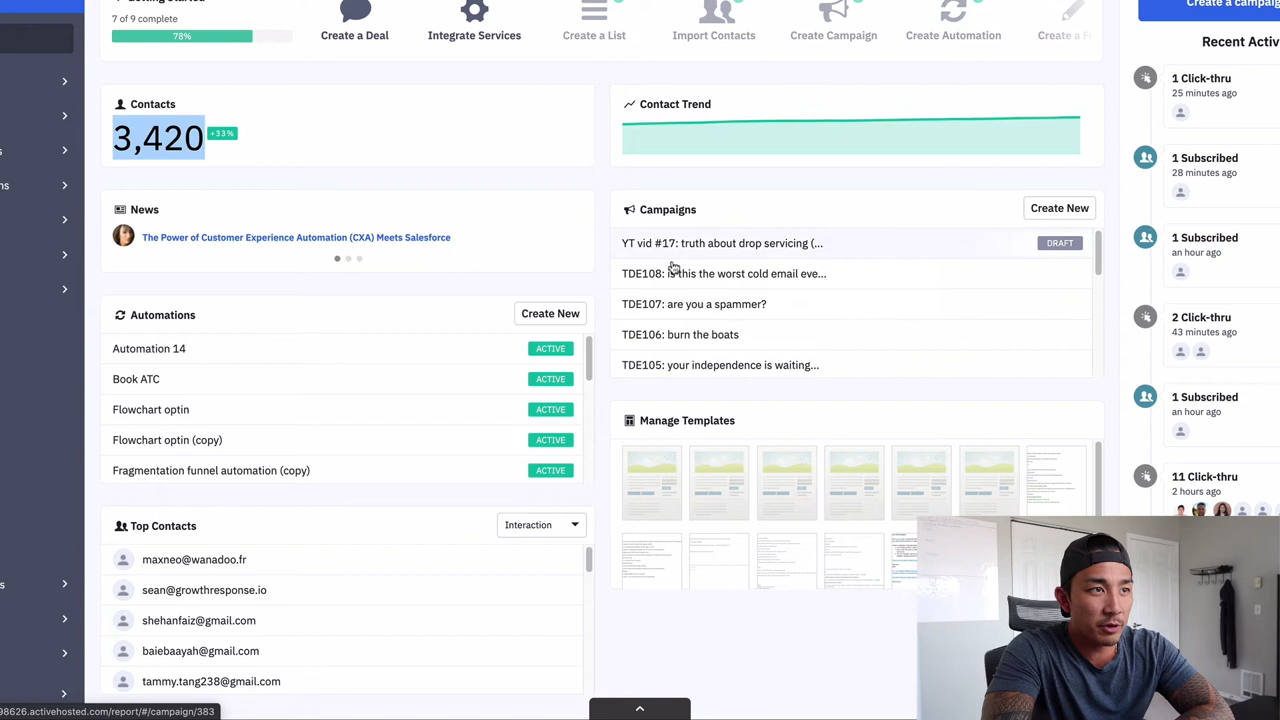 Getting Started
7 of 9 complete
78%
Create a Deal
Integrate Services
Create a List
Import Contacts
Create Campaign
Create Automation
Create a
Create a campaig
Recent Activ
Contacts
3,420
+33%
Contact Trend
1 Click-thru
25 minutes ago
1 Subscribed
28 minutes ago
News
The Power of Customer Experience Automation (CXA) Meets Salesforce
Campaigns
Create New
YT vid #17: truth about drop servicing (...
DRAFT
TDE108: is this the worst cold email eve...
TDE107: are you a spammer?
TDE106: burn the boats
TDE105: your independence is waiting...
1 Subscribed
an hour ago
2 Click-thru
43 minutes ago
1 Subscribed
an hour ago
11 Click-thru
2 hours ago
Automations
Create New
Automation 14
ACTIVE
Book ATC
ACTIVE
Flowchart optin
ACTIVE
Flowchart optin (copy)
ACTIVE
Fragmentation funnel automation (copy)
ACTIVE
Manage Templates
Top Contacts
Interaction
maxneo@wanadoo.fr
sean@growthresponse.io
shehanfaiz@gmail.com
baiebaayah@gmail.com
tammy.tang238@gmail.com
98626.activehosted.com/report/#/campaign/383